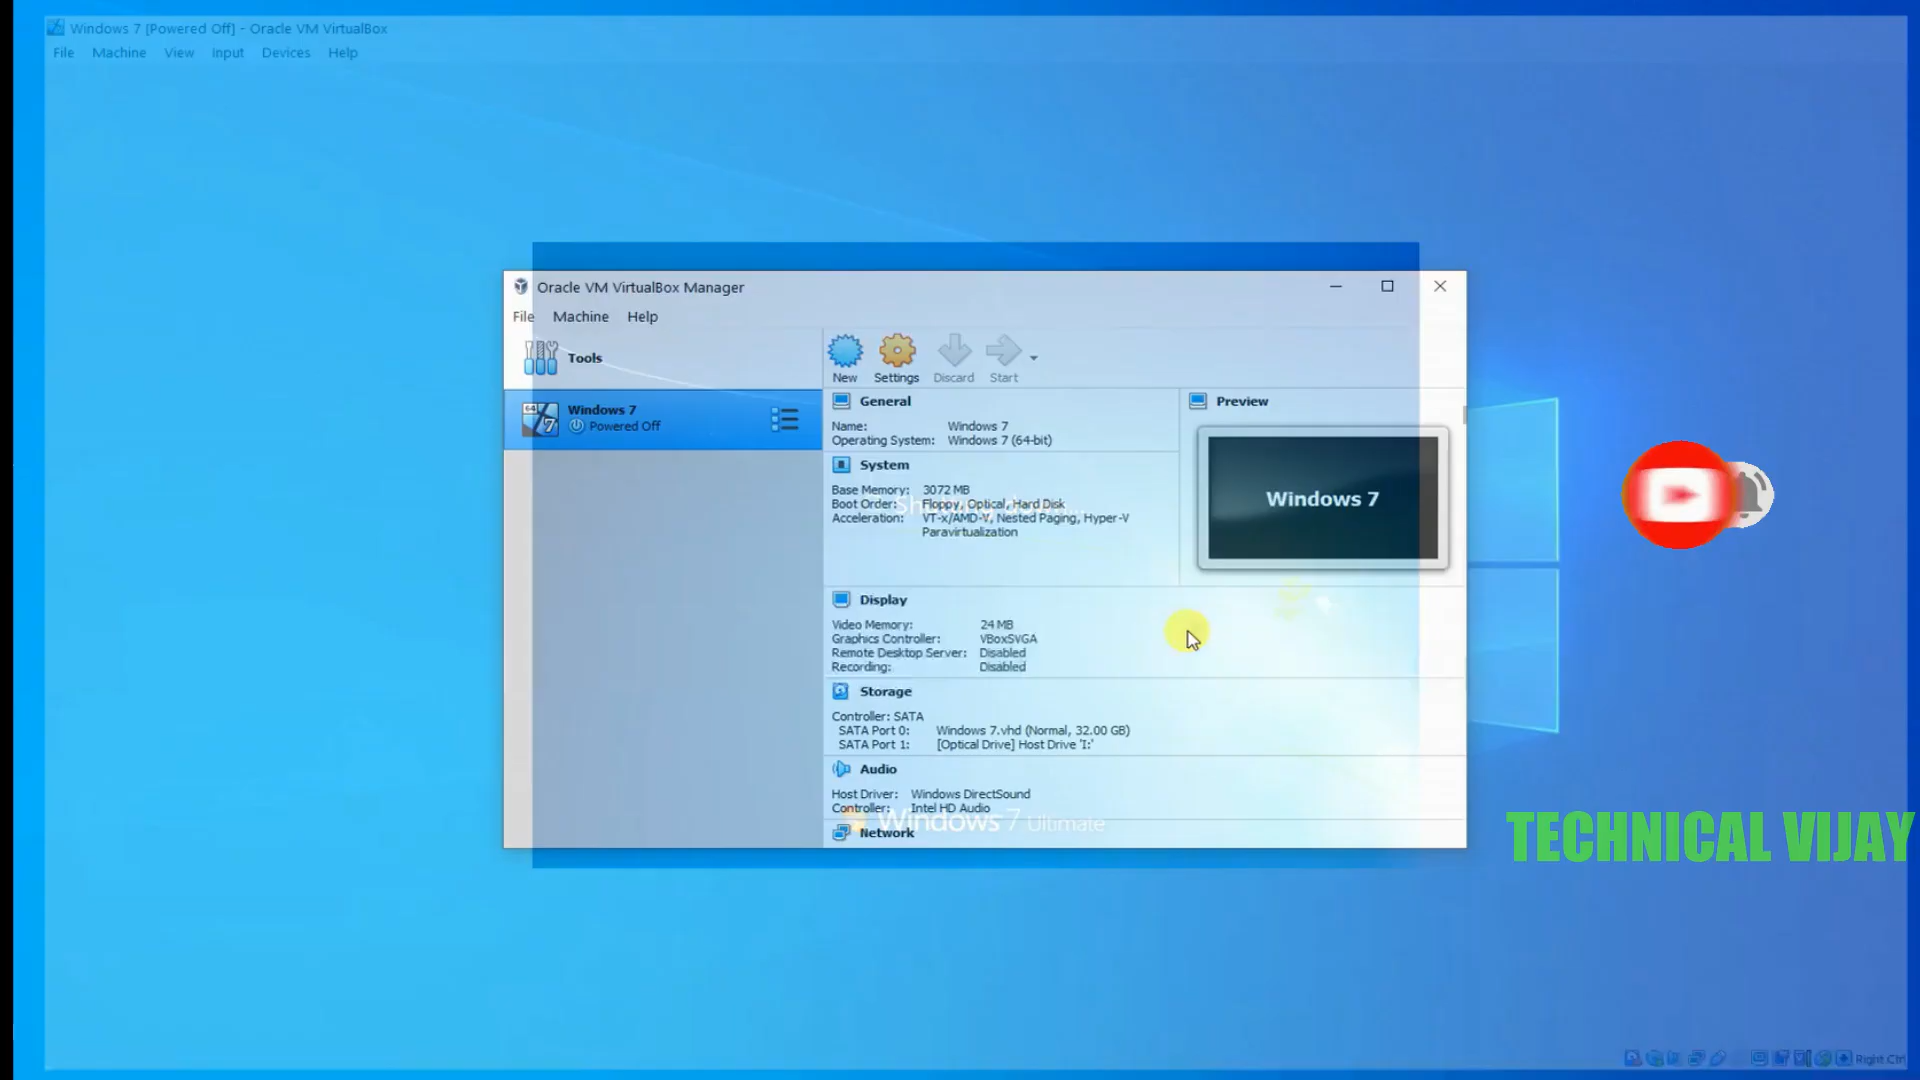 Windows 7 [Powered Off] - Oracle VM VirtualBox
File Machine View Input Devices Help
Oracle VM VirtualBox Manager
File Machine Help
Tools
New Settings Discard Start
64 7 Windows 7
Powered Off
General
Name: Windows 7
Operating System: Windows 7 (64-bit)
Preview
Windows 7
System
Base Memory: 3072 MB
Boot Order: Floppy, Optical, Hard Disk
Acceleration: VT-x/AMD-V, Nested Paging, Hyper-V
Paravirtualization
Shutting down...
Display
Video Memory: 24 MB
Graphics Controller: VBoxSVGA
Remote Desktop Server: Disabled
Recording: Disabled
Storage
Controller: SATA
SATA Port 0: Windows 7.vhd (Normal, 32.00 GB)
SATA Port 1: [Optical Drive] Host Drive 'I:'
Audio
Host Driver: Windows DirectSound
Controller: Intel HD Audio
Windows 7 Ultimate
Network
TECHNICAL VIJAY
Right Ctrl